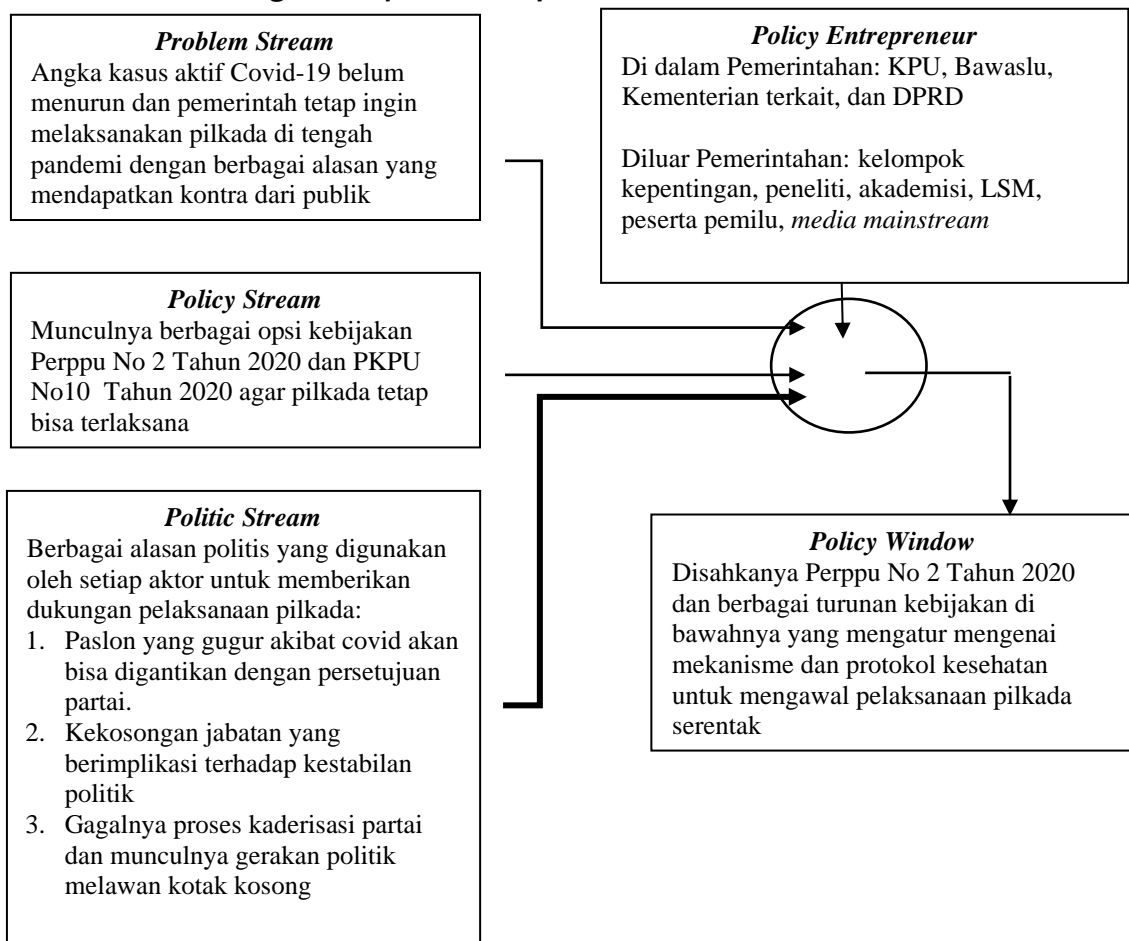 Problem Stream
Angka kasus aktif Covid-19 belum
menurun dan pemerintah tetap ingin
melaksanakan pilkada di tengah
pandemi dengan berbagai alasan yang
mendapatkan kontra dari publik
Policy Entrepreneur
Di dalam Pemerintahan: KPU, Bawaslu,
Kementerian terkait, dan DPRD
Diluar Pemerintahan: kelompok
kepentingan, peneliti, akademisi, LSM,
peserta pemilu, media mainstream
Policy Stream
Munculnya berbagai opsi kebijakan
Perppu No 2 Tahun 2020 dan PKPU
No10 Tahun 2020 agar pilkada tetap
bisa terlaksana
Politic Stream
Berbagai alasan politis yang digunakan
oleh setiap aktor untuk memberikan
dukungan pelaksanaan pilkada:
1. Paslon yang gugur akibat covid akan
bisa digantikan dengan persetujuan
partai.
2. Kekosongan jabatan yang
berimplikasi terhadap kestabilan
politik
3. Gagalnya proses kaderisasi partai
dan munculnya gerakan politik
melawan kotak kosong
Policy Window
Disahkanya Perppu No 2 Tahun 2020
dan berbagai turunan kebijakan di
bawahnya yang mengatur mengenai
mekanisme dan protokol kesehatan
untuk mengawal pelaksanaan pilkada
serentak